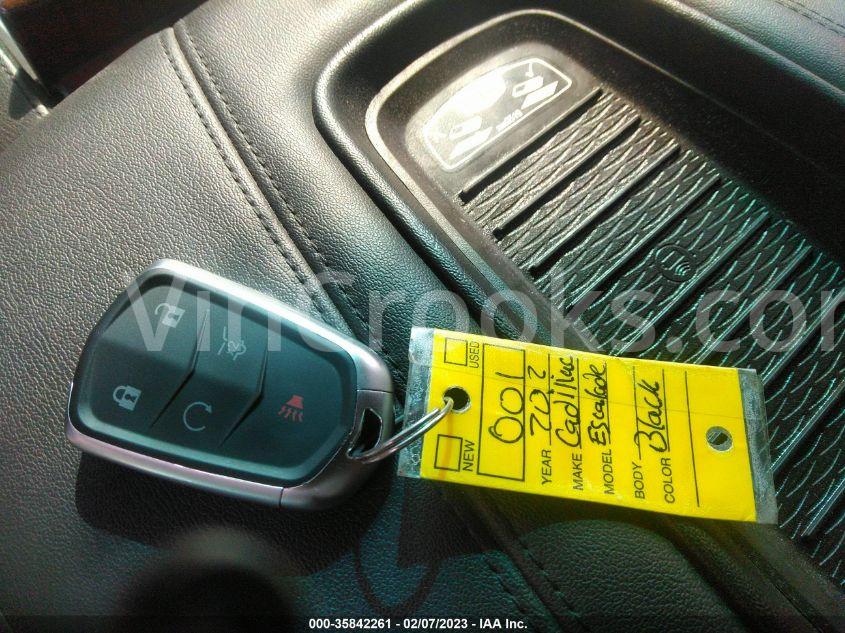 VinCrooks.com
NEW
USED
001
YEAR 2012
MAKE Cadillac
MODEL Escalade
BODY
COLOR Black
000-35842261 - 02/07/2023 - IAA Inc.